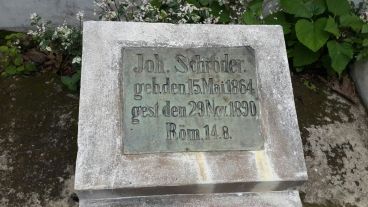 Joh. Schröder.
geb. den 15. Mai 1864,
gest. den 29. Nov. 1890,
Röm. 14. 8.